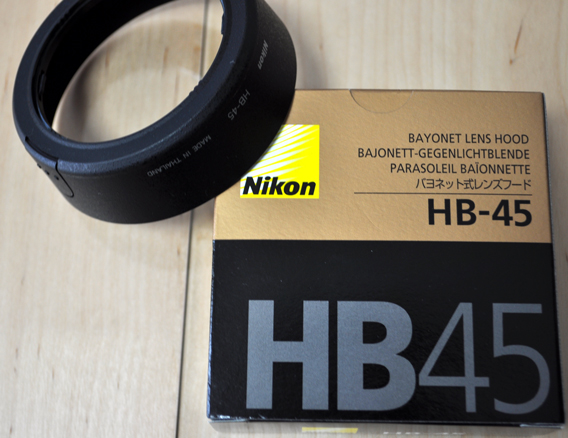 Nikon
HB-45
MADE IN THAILAND
Nikon
BAYONET LENS HOOD
BAJONETT-GEGENLICHTBLENDE
PARASOLEIL BAÏONNETTE
バヨネット式レンズフード
HB-45
HB45